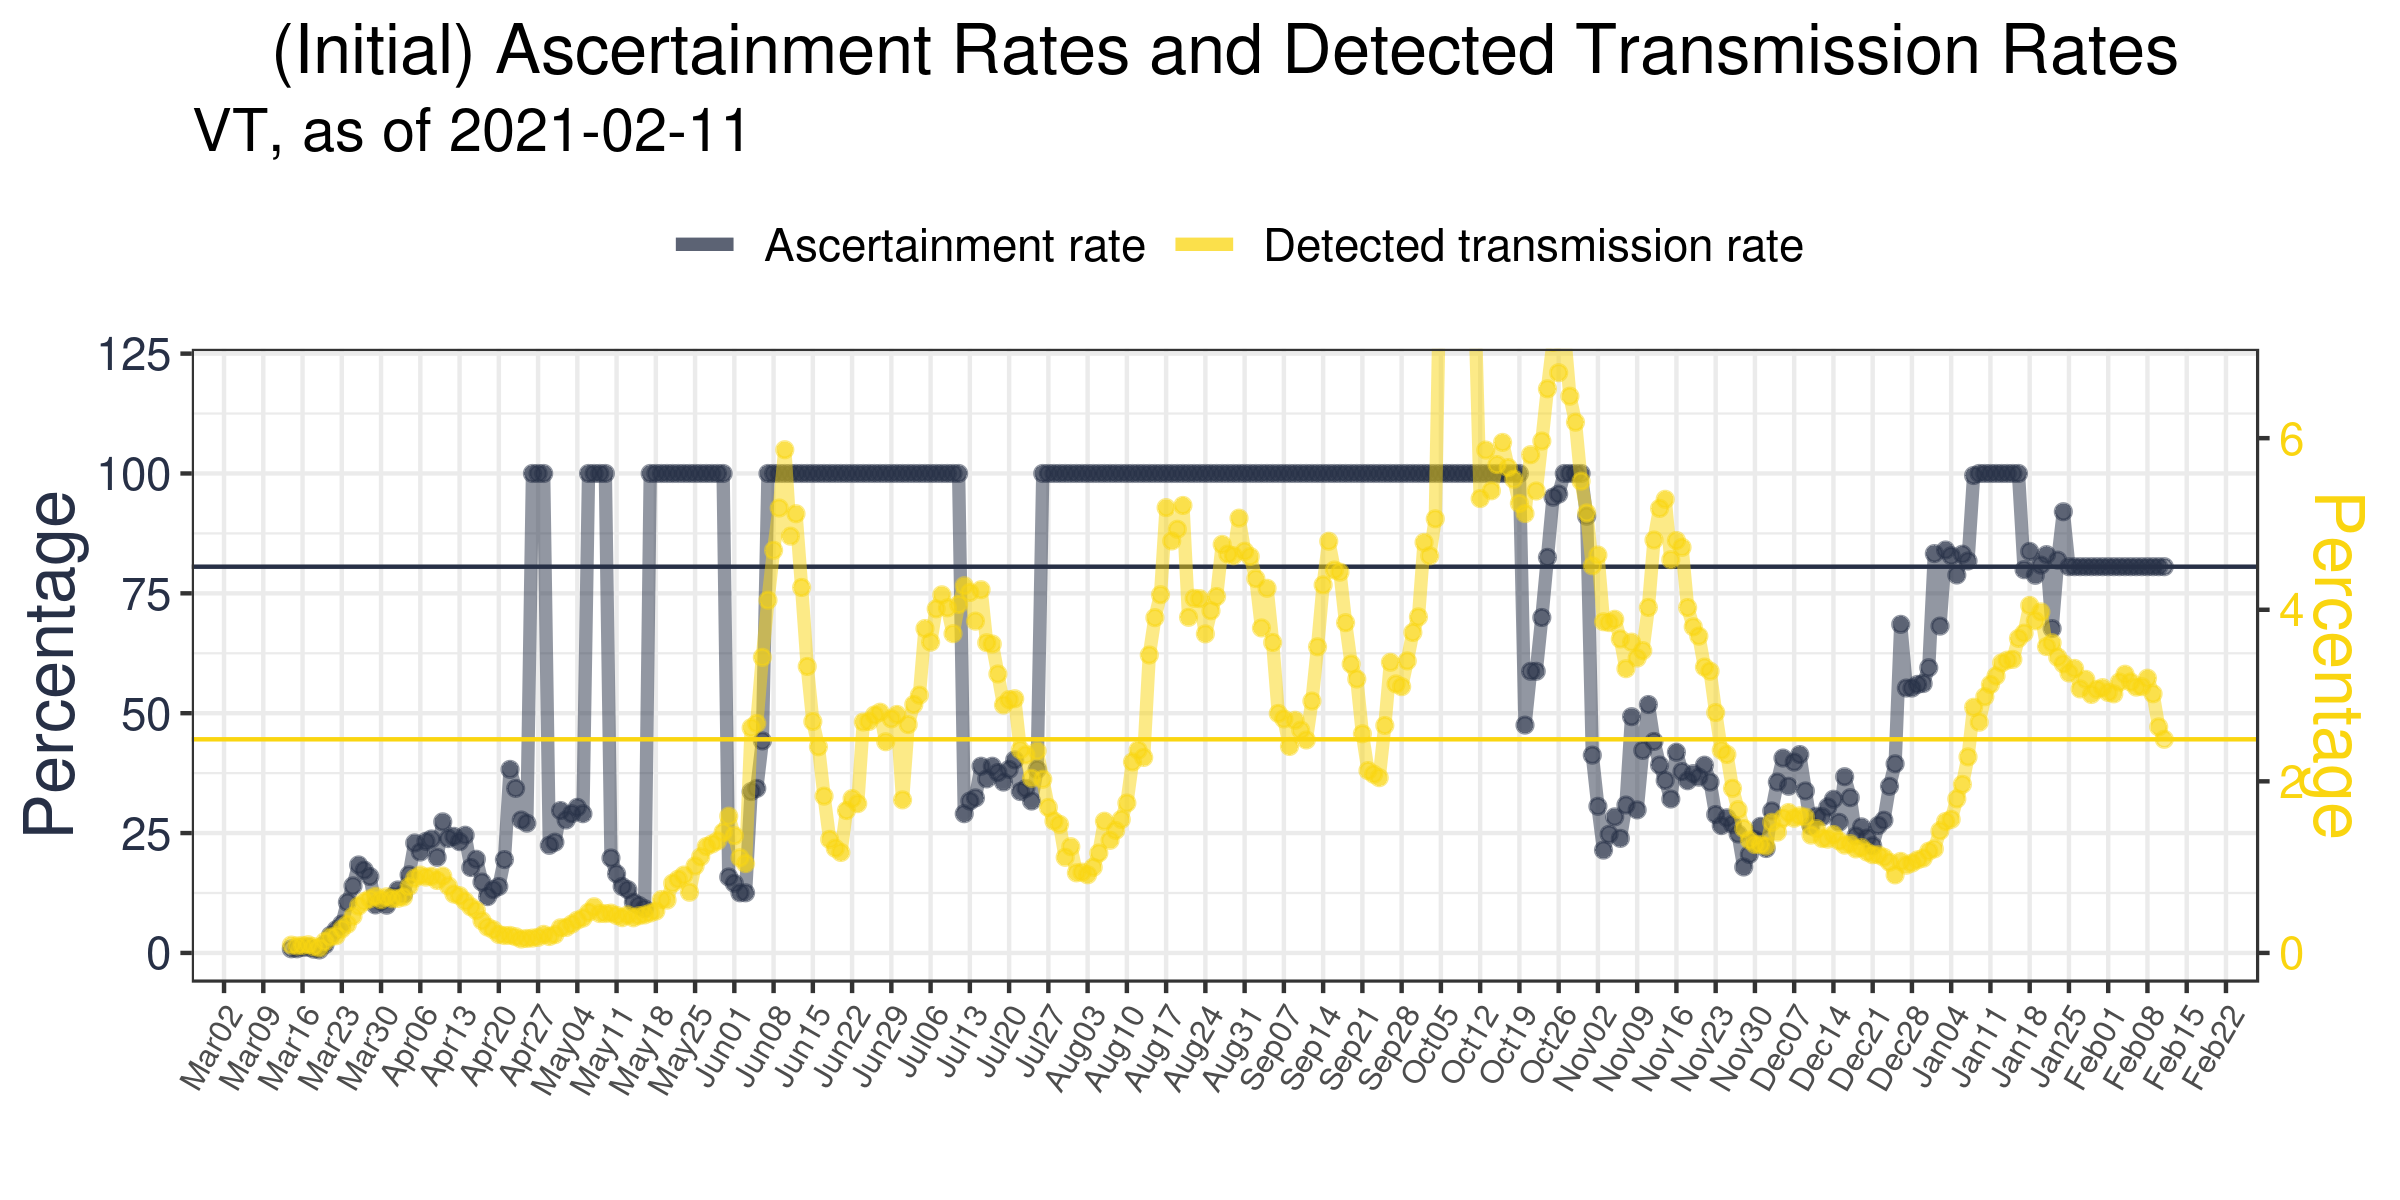 (Initial) Ascertainment Rates and Detected Transmission Rates
VT, as of 2021-02-11
Ascertainment rate
Detected transmission rate
Percentage
125
100
75
50
25
0
6
4
2
0
Percentage
Mar02
Mar09
Mar16
Mar23
Mar30
Apr06
Apr13
Apr20
Apr27
May04
May11
May18
May25
Jun01
Jun08
Jun15
Jun22
Jun29
Jul06
Jul13
Jul20
Jul27
Aug03
Aug10
Aug17
Aug24
Aug31
Sep07
Sep14
Sep21
Sep28
Oct05
Oct12
Oct19
Oct26
Nov02
Nov09
Nov16
Nov23
Nov30
Dec07
Dec14
Dec21
Dec28
Jan04
Jan11
Jan18
Jan25
Feb01
Feb08
Feb15
Feb22